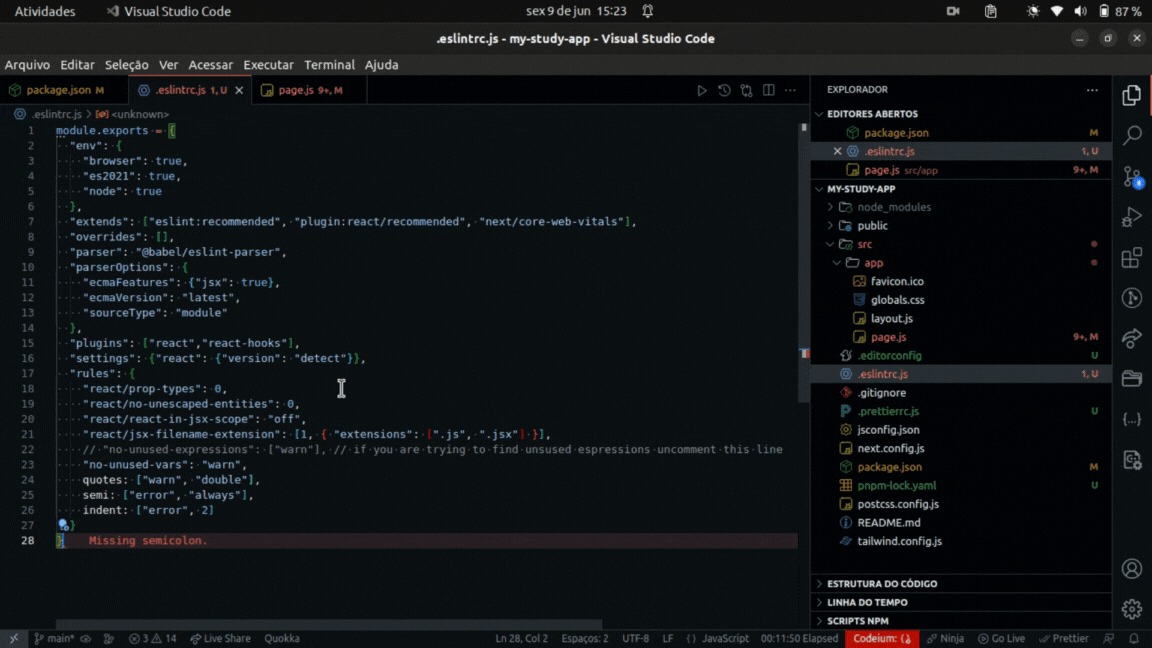 Atividades Visual Studio Code sex 9 de jun 15:23 87 %
.eslintrc.js - my-study-app - Visual Studio Code
Arquivo Editar Seleção Ver Acessar Executar Terminal Ajuda
package.json M .eslintrc.js 1, U page.js 9+, M
.eslintrc.js > <unknown>
1 module.exports = {
2 "env": {
3 "browser": true,
4 "es2021": true,
5 "node": true
6 },
7 "extends": ["eslint:recommended", "plugin:react/recommended", "next/core-web-vitals"],
8 "overrides": [],
9 "parser": "@babel/eslint-parser",
10 "parserOptions": {
11 "ecmaFeatures": {"jsx": true},
12 "ecmaVersion": "latest",
13 "sourceType": "module"
14 },
15 "plugins": ["react","react-hooks"],
16 "settings": {"react": {"version": "detect"}},
17 "rules": {
18 "react/prop-types": 0,
19 "react/no-unescaped-entities": 0,
20 "react/react-in-jsx-scope": "off",
21 "react/jsx-filename-extension": [1, { "extensions": [".js", ".jsx"] }],
22 // "no-unused-expressions": ["warn"], // if you are trying to find unsused espressions uncomment this line
23 "no-unused-vars": "warn",
24 quotes: ["warn", "double"],
25 semi: ["error", "always"],
26 indent: ["error", 2]
27 }
28 } Missing semicolon.
EXPLORADOR
EDITORES ABERTOS
package.json M
.eslintrc.js 1, U
page.js src/app 9+, M
MY-STUDY-APP
node_modules
public
src
app
favicon.ico
globals.css
layout.js
page.js 9+, M
.editorconfig U
.eslintrc.js 1, U
.gitignore
.prettierrc.js U
jsconfig.json
next.config.js
package.json M
pnpm-lock.yaml U
postcss.config.js
README.md
tailwind.config.js
ESTRUTURA DO CÓDIGO
LINHA DO TEMPO
SCRIPTS NPM
main* 3 14 Live Share Quokka Ln 28, Col 2 Espaços: 2 UTF-8 LF {} JavaScript 00:11:50 Elapsed Codeium: {} Ninja Go Live Prettier